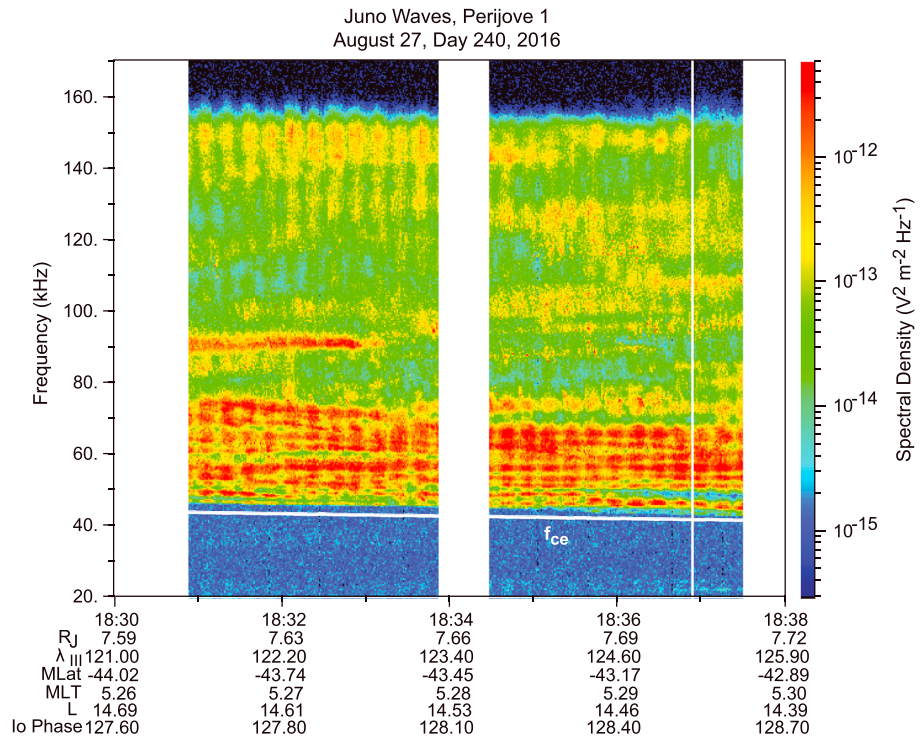 Juno Waves, Perijove 1
August 27, Day 240, 2016
160.
140.
120.
100.
80.
60.
40.
20.
Frequency (kHz)
fce
10-12
10-13
10-14
10-15
Spectral Density (V2 m-2 Hz-1)
18:30 18:32 18:34 18:36 18:38
RJ 7.59 7.63 7.66 7.69 7.72
λ III 121.00 122.20 123.40 124.60 125.90
MLat -44.02 -43.74 -43.45 -43.17 -42.89
MLT 5.26 5.27 5.28 5.29 5.30
L 14.69 14.61 14.53 14.46 14.39
Io Phase 127.60 127.80 128.10 128.40 128.70